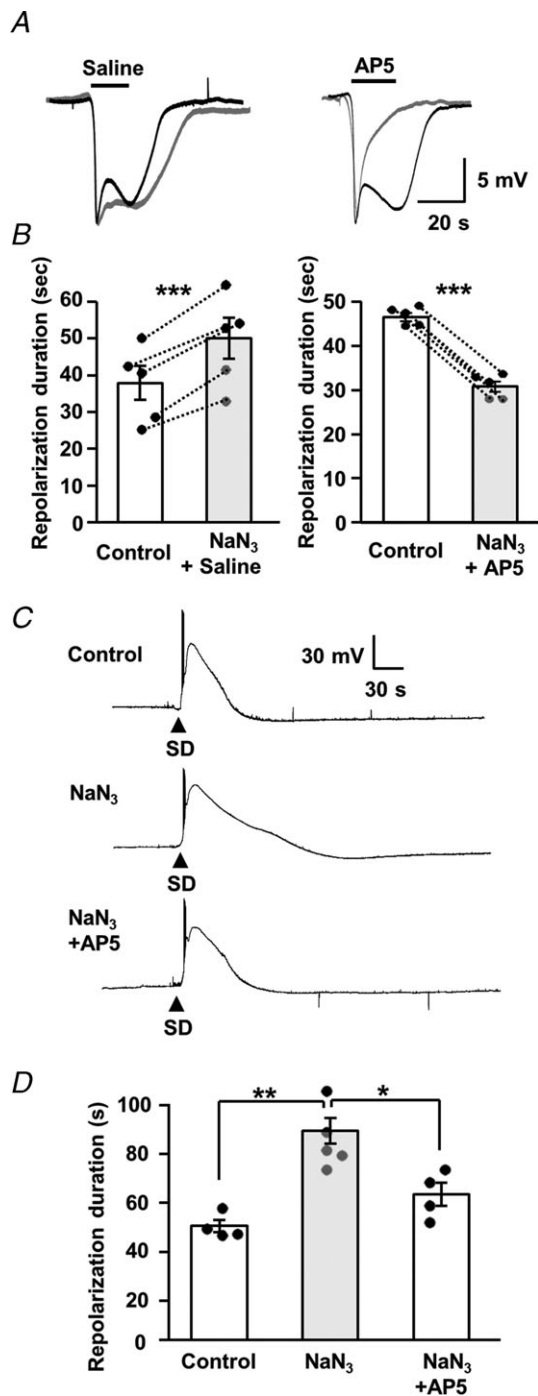 A
Saline
AP5
5 mV
20 s
B
Repolarization duration (sec)
60
50
40
30
20
10
0
***
Control
NaN₃
+ Saline
Repolarization duration (sec)
50
40
30
20
10
0
***
Control
NaN₃
+ AP5
C
Control
30 mV
30 s
SD
NaN₃
SD
NaN₃
+AP5
SD
D
Repolarization duration (s)
100
80
60
40
20
0
**
*
Control
NaN₃
NaN₃
+AP5